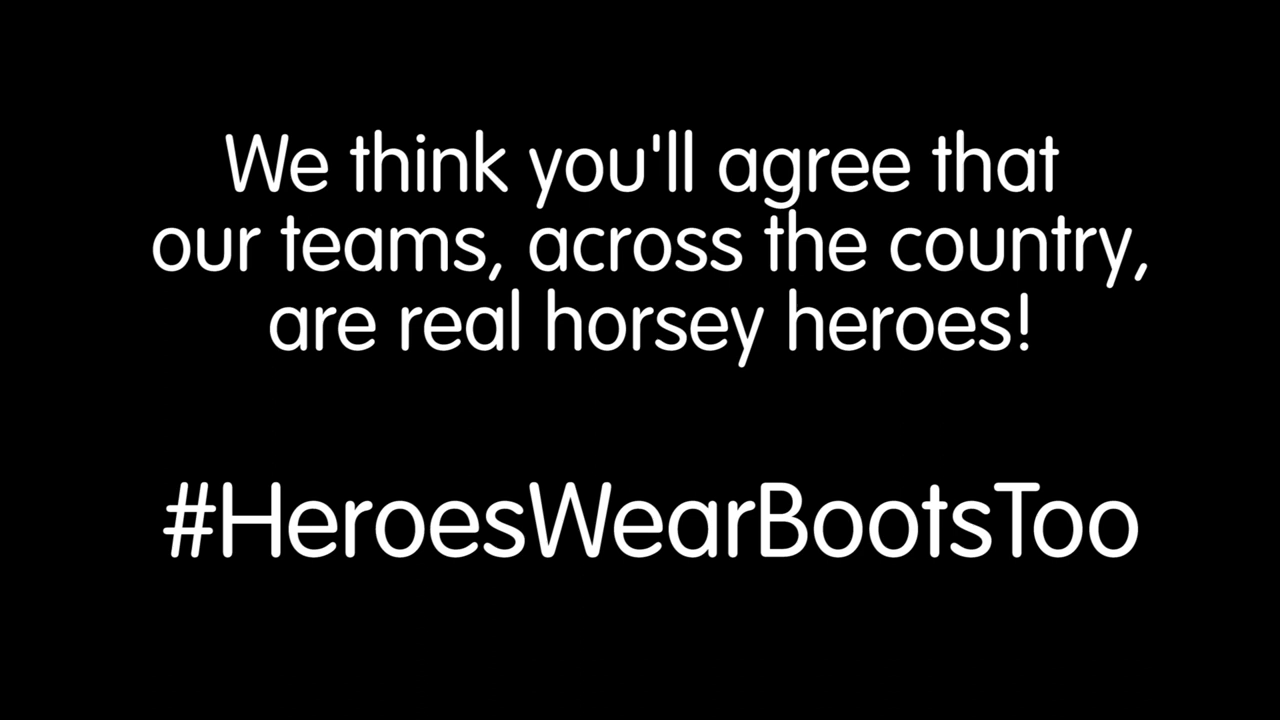 We think you'll agree that
our teams, across the country,
are real horsey heroes!
#HeroesWearBootsToo